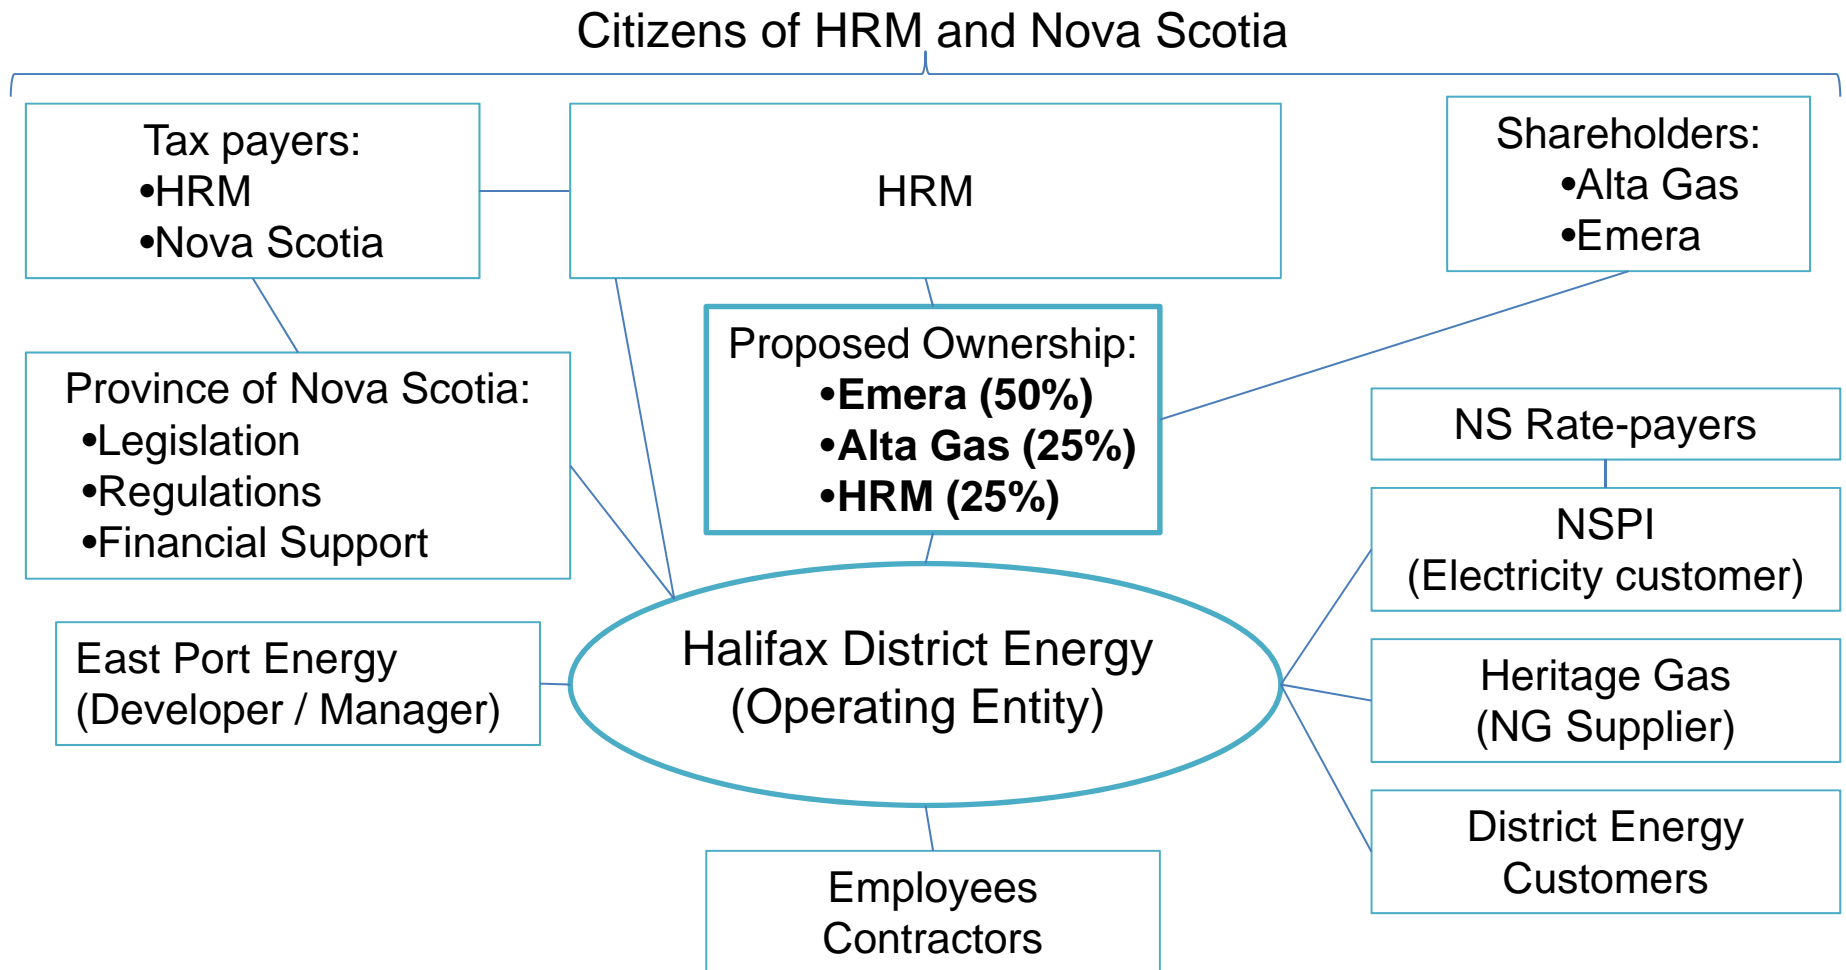 Citizens of HRM and Nova Scotia
Tax payers:
•HRM
•Nova Scotia
HRM
Shareholders:
•Alta Gas
•Emera
Proposed Ownership:
•Emera (50%)
•Alta Gas (25%)
•HRM (25%)
Province of Nova Scotia:
•Legislation
•Regulations
•Financial Support
NS Rate-payers
NSPI
(Electricity customer)
East Port Energy
(Developer / Manager)
Halifax District Energy
(Operating Entity)
Heritage Gas
(NG Supplier)
District Energy
Customers
Employees
Contractors